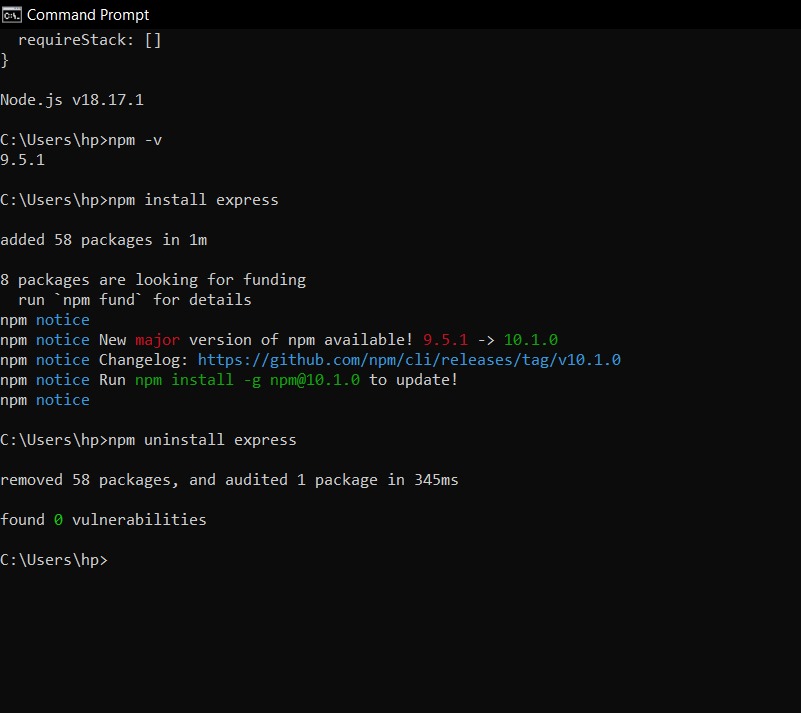 Command Prompt
requireStack: []
}
Node.js v18.17.1
C:\Users\hp>npm -v
9.5.1
C:\Users\hp>npm install express
added 58 packages in 1m
8 packages are looking for funding
run `npm fund` for details
npm notice
npm notice New major version of npm available! 9.5.1 -> 10.1.0
npm notice Changelog: https://github.com/npm/cli/releases/tag/v10.1.0
npm notice Run npm install -g npm@10.1.0 to update!
npm notice
C:\Users\hp>npm uninstall express
removed 58 packages, and audited 1 package in 345ms
found 0 vulnerabilities
C:\Users\hp>